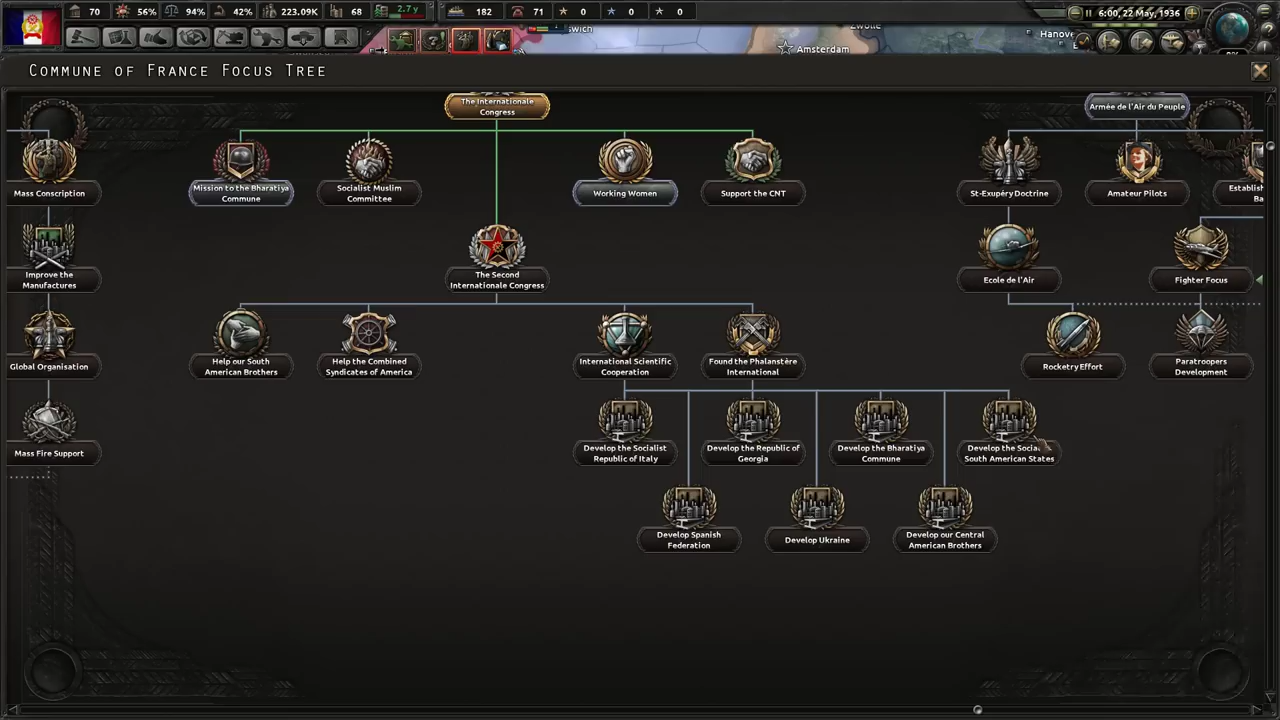 70
56%
94%
42%
223.09K
68
2.7 y
182
71
0
0
0
6:00, 22 May, 1936
Amsterdam
Commune of France Focus Tree
The Internationale
Congress
Armée de l'Air du Peuple
Mass Conscription
Mission to the Bharatiya
Commune
Socialist Muslim
Committee
Working Women
Support the CNT
St-Exupéry Doctrine
Amateur Pilots
Establish
Ba
Improve the
Manufactures
The Second
Internationale Congress
Ecole de l'Air
Fighter Focus
Global Organisation
Help our South
American Brothers
Help the Combined
Syndicates of America
International Scientific
Cooperation
Found the Phalanstère
International
Rocketry Effort
Paratroopers
Development
Mass Fire Support
Develop the Socialist
Republic of Italy
Develop the Republic of
Georgia
Develop the Bharatiya
Commune
Develop the Socia
South American States
Develop Spanish
Federation
Develop Ukraine
Develop our Central
American Brothers